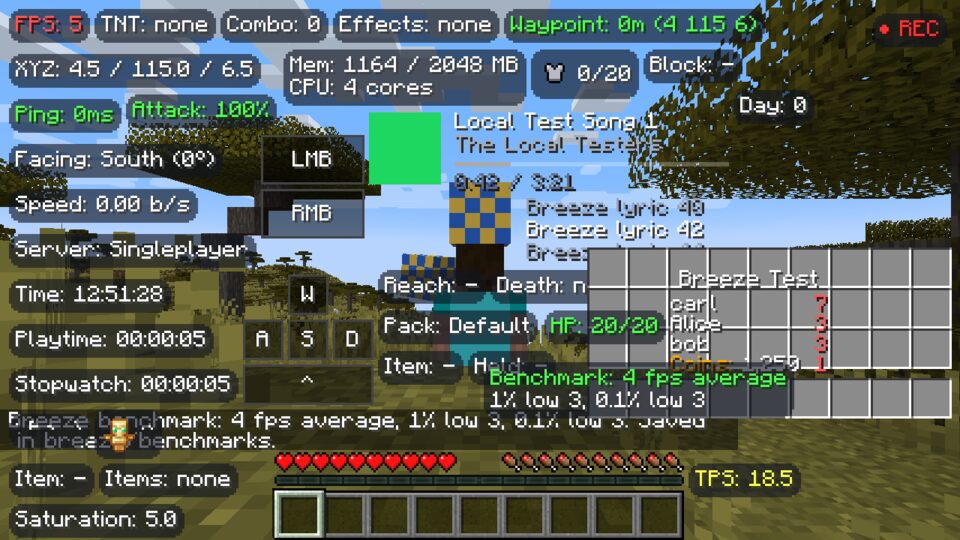 FPS: 5 TNT: none Combo: 0 Effects: none Waypoint: 0m (4 115 6)
REC
XYZ: 4.5 / 115.0 / 6.5
Mem: 1164 / 2048 MB
CPU: 4 cores
0/20
Block: -
Day: 0
Ping: 0ms
Attack: 100%
Local Test Song 1
The Local Testers
0:42 / 3:21
Facing: South (0°)
LMB
Speed: 0.00 b/s
RMB
Breeze lyric 40
Breeze lyric 42
Breeze lyric
Server: Singleplayer
Time: 12:51:28
W
Reach: - Death:
Breeze Test
carl 7
Alice 3
bob 3
Coins: 1,250 1
Playtime: 00:00:05
A S D
Pack: Default HP: 20/20
Item: - Held: -
Stopwatch: 00:00:05
^
Benchmark: 4 fps average
1% low 3, 0.1% low 3
Breeze benchmark: 4 fps average, 1% low 3, 0.1% low 3. Saved
in breeze benchmarks.
Item: - Items: none
TPS: 18.5
Saturation: 5.0